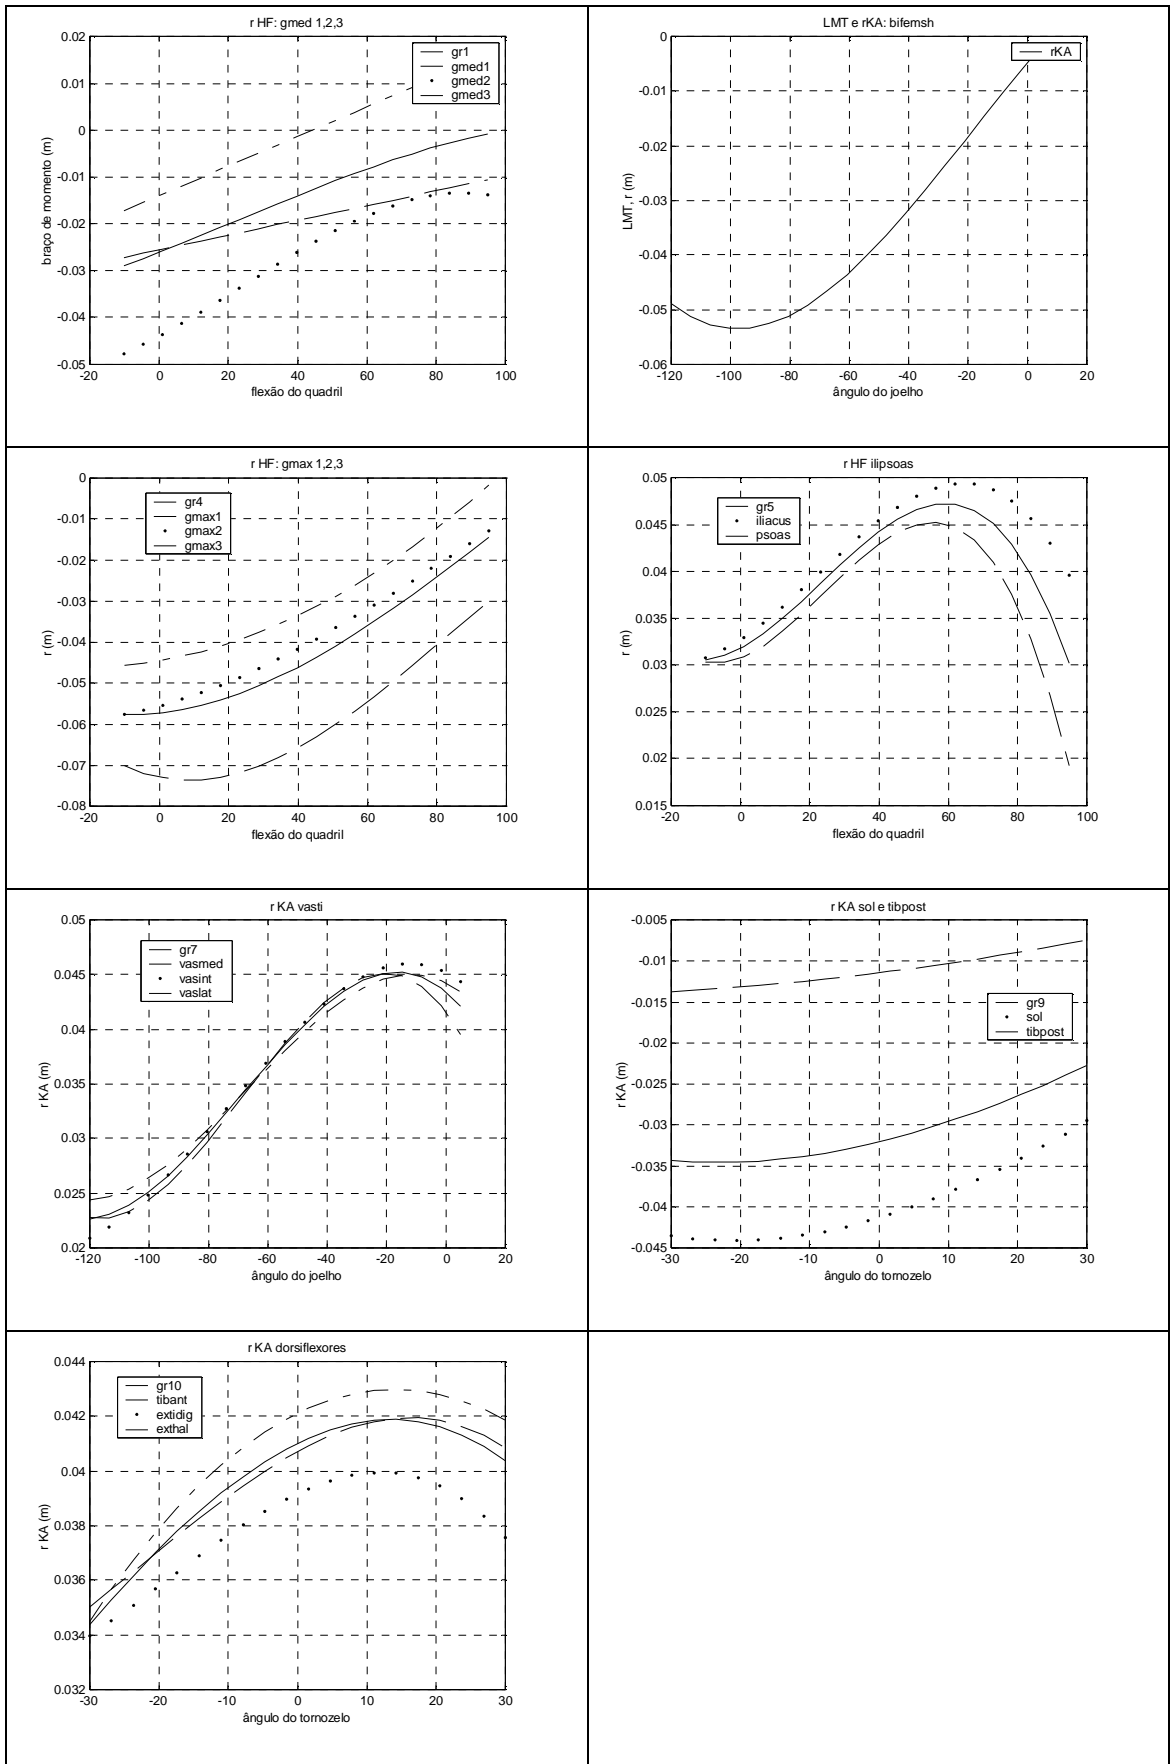 r HF: gmed 1,2,3
0.02
0.01
0
-0.01
-0.02
-0.03
-0.04
-0.05
braço de momento (m)
gr1
gmed1
gmed2
gmed3
-20 0 20 40 60 80 100
flexão do quadril
LMT e rKA: bifemsh
0
-0.01
-0.02
-0.03
-0.04
-0.05
-0.06
LMT, r (m)
rKA
-120 -100 -80 -60 -40 -20 0 20
ângulo do joelho
r HF: gmax 1,2,3
0
-0.01
-0.02
-0.03
-0.04
-0.05
-0.06
-0.07
-0.08
r (m)
gr4
gmax1
gmax2
gmax3
-20 0 20 40 60 80 100
flexão do quadril
r HF ilipsoas
0.05
0.045
0.04
0.035
0.03
0.025
0.02
0.015
r (m)
gr5
iliacus
psoas
-20 0 20 40 60 80 100
flexão do quadril
r KA vasti
0.05
0.045
0.04
0.035
0.03
0.025
0.02
r KA (m)
gr7
vasmed
vasint
vaslat
-120 -100 -80 -60 -40 -20 0 20
ângulo do joelho
r KA sol e tibpost
-0.005
-0.01
-0.015
-0.02
-0.025
-0.03
-0.035
-0.04
-0.045
r KA (m)
gr9
sol
tibpost
-30 -20 -10 0 10 20 30
ângulo do tornozelo
r KA dorsiflexores
0.044
0.042
0.04
0.038
0.036
0.034
0.032
r KA (m)
gr10
tibant
extidig
exthal
-30 -20 -10 0 10 20 30
ângulo do tornozelo